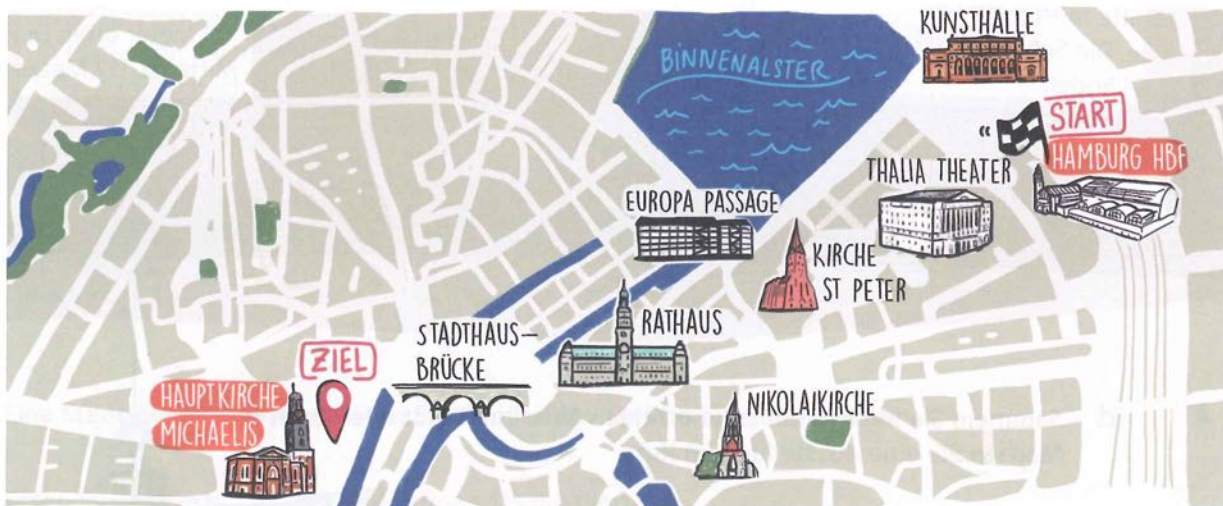 KUNSTHALLE
BINNENALSTER
«
START
HAMBURG HBF
THALIA THEATER
EUROPA PASSAGE
KIRCHE
ST PETER
RATHAUS
STADTHAUS-
BRÜCKE
ZIEL
HAUPTKIRCHE
MICHAELIS
NIKOLAIKIRCHE